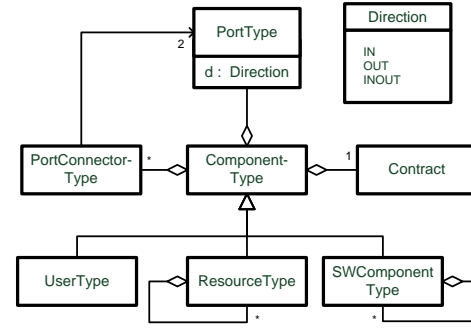 PortType
Direction
2
d : Direction
IN
OUT
INOUT
PortConnector-
Type
*
Component-
Type
1
Contract
UserType
ResourceType
*
SWComponent
Type
*